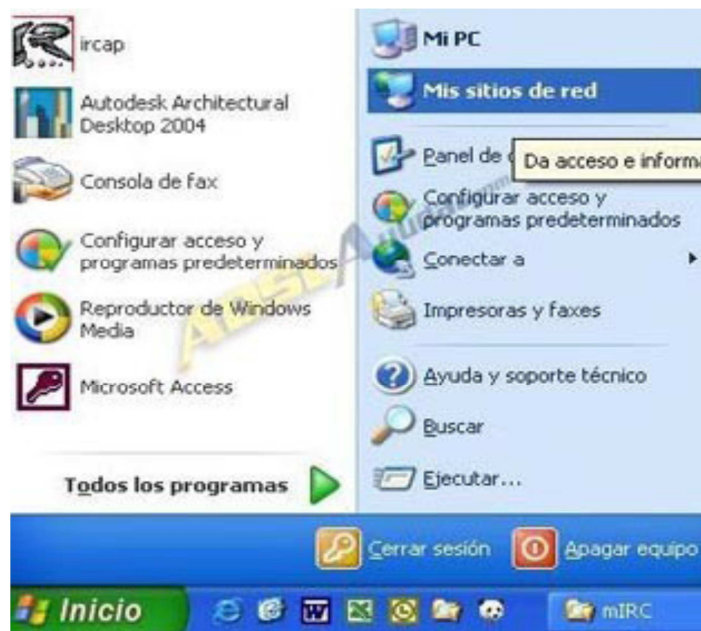 ircap
Autodesk Architectural
Desktop 2004
Consola de fax
Configurar acceso y
programas predeterminados
Reproductor de Windows
Media
Microsoft Access
Todos los programas
Mi PC
Mis sitios de red
Panel de
Da acceso e informa
Configurar acceso y
programas predeterminados
Conectar a
Impresoras y faxes
Ayuda y soporte técnico
Buscar
Ejecutar...
AdslAyuda.com
Cerrar sesión
Apagar equipo
Inicio
mIRC